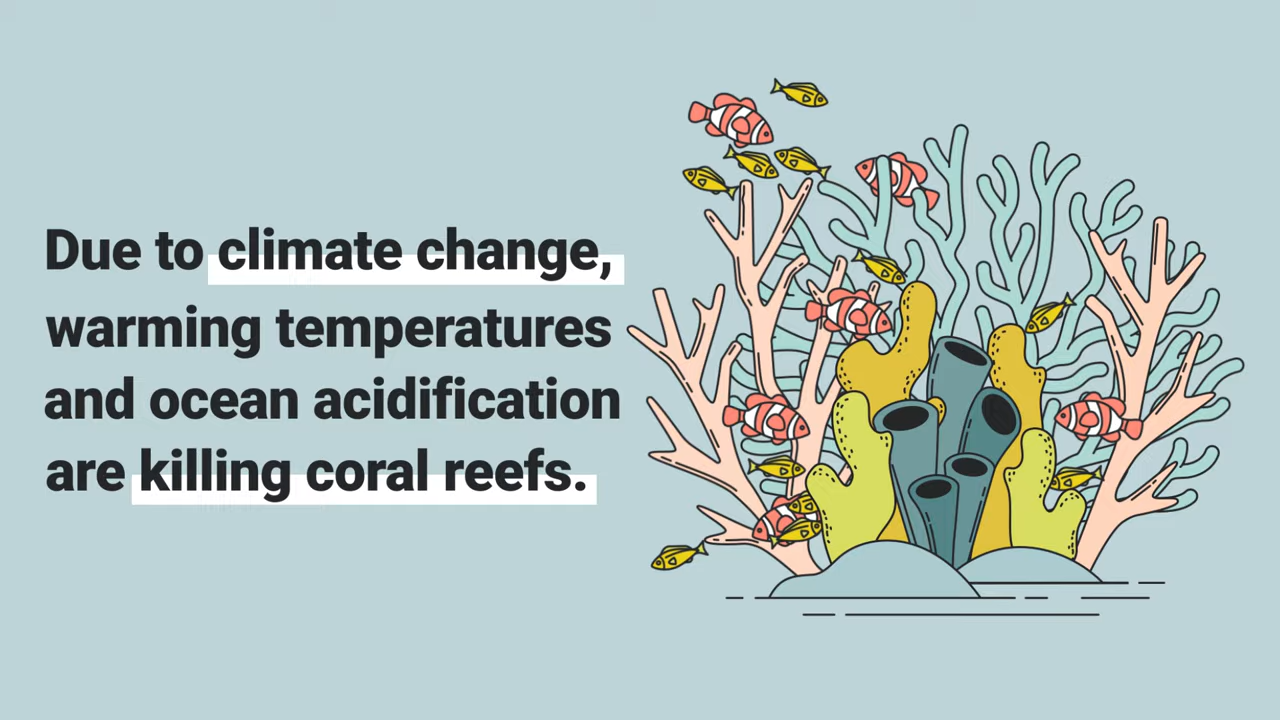 Due to climate change,
warming temperatures
and ocean acidification
are killing coral reefs.